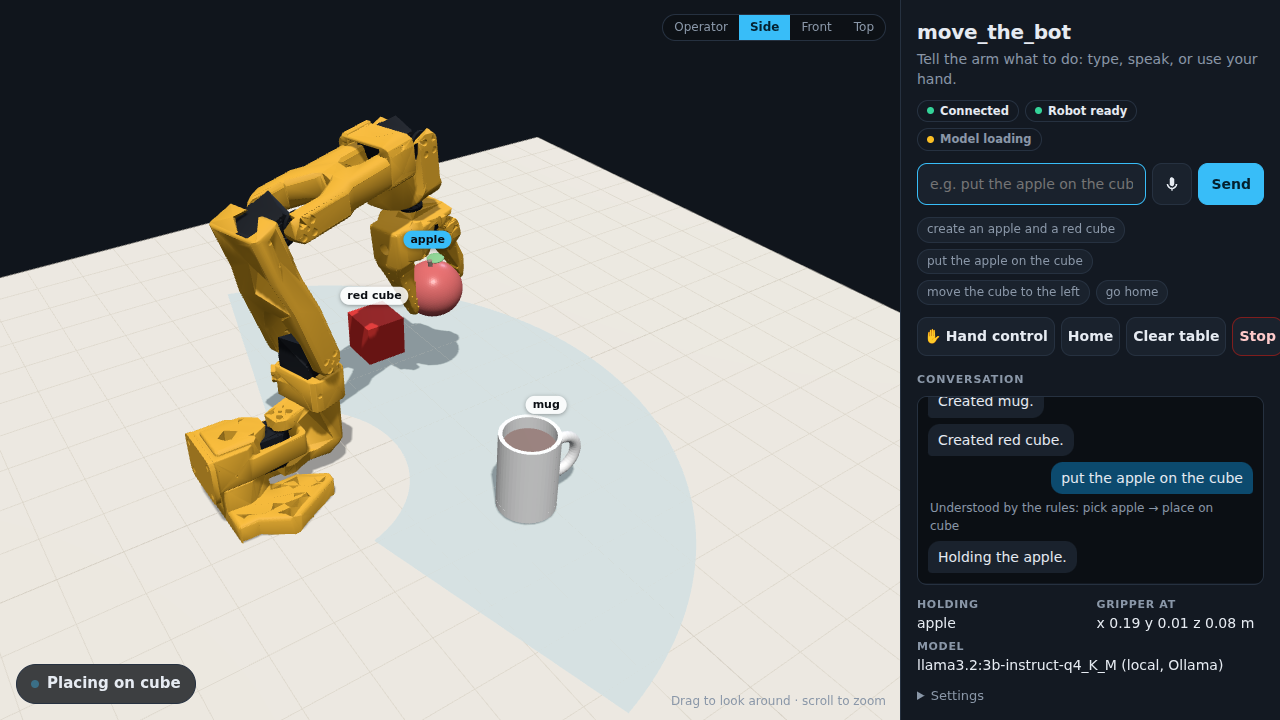 Operator
Side
Front
Top
apple
red cube
mug
Placing on cube
Drag to look around · scroll to zoom
move_the_bot
Tell the arm what to do: type, speak, or use your
hand.
Connected
Robot ready
Model loading
e.g. put the apple on the cub
Send
create an apple and a red cube
put the apple on the cube
move the cube to the left
go home
Hand control
Home
Clear table
Stop
CONVERSATION
Created mug.
Created red cube.
put the apple on the cube
Understood by the rules: pick apple → place on
cube
Holding the apple.
HOLDING
apple
GRIPPER AT
x 0.19 y 0.01 z 0.08 m
MODEL
llama3.2:3b-instruct-q4_K_M (local, Ollama)
Settings